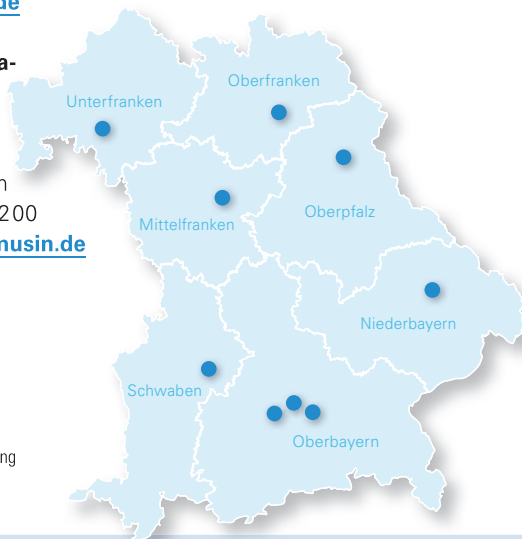 de
a-
Oberfranken
Unterfranken
n
200
Oberpfalz
Mittelfranken
nusin.de
Niederbayern
Schwaben
Oberbayern
ng